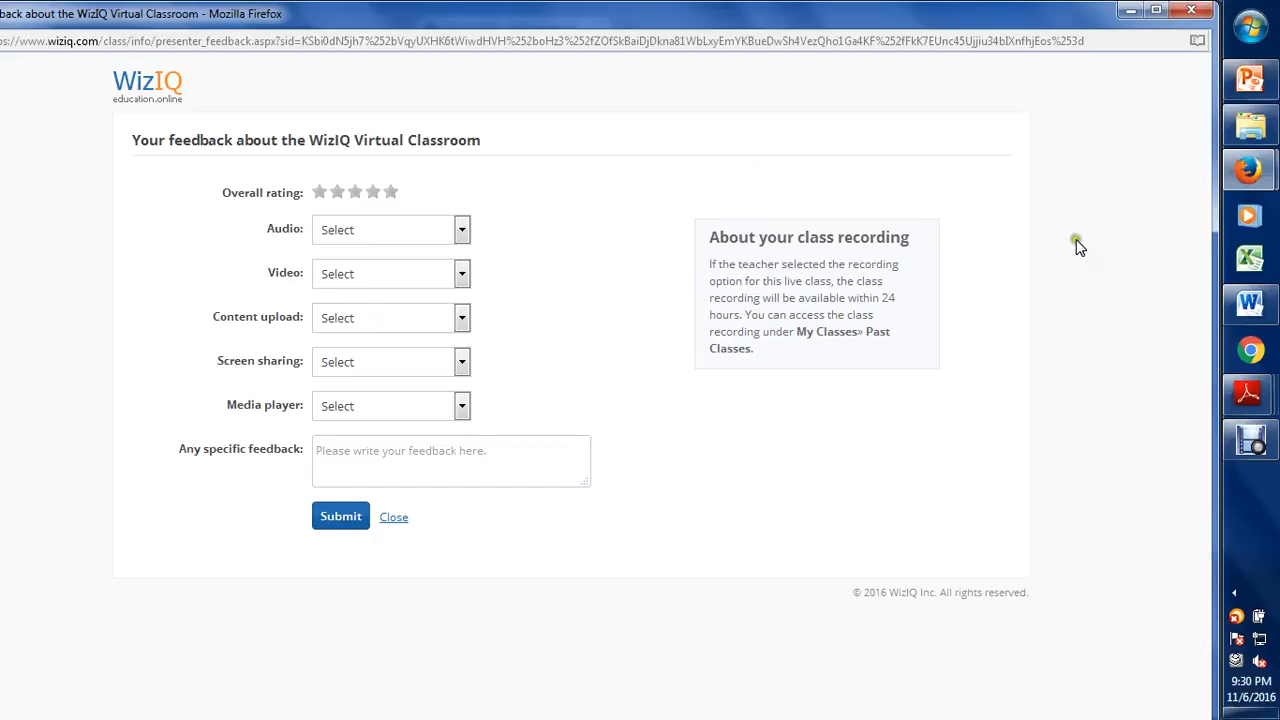 back about the WizIQ Virtual Classroom - Mozilla Firefox
www.wiziq.com/class/info/presenter_feedback.aspx?sid=KSbi0dN5jh7%252bVqyUXHK6tWiwdHVH%252boHz3%252fZOfSkBaiDjDkna81WbLxyEmYKBueDwSh4VezQho1Ga4KF%252fFkK7EUnc45Ujjiu34bIXnfhjEos%253d
WizIQ
education.online
Your feedback about the WizIQ Virtual Classroom
Overall rating:
Audio: Select
Video: Select
Content upload: Select
Screen sharing: Select
Media player: Select
Any specific feedback: Please write your feedback here.
Submit Close
About your class recording
If the teacher selected the recording
option for this live class, the class
recording will be available within 24
hours. You can access the class
recording under My Classes» Past
Classes.
© 2016 WizIQ Inc. All rights reserved.
9:30 PM
11/6/2016